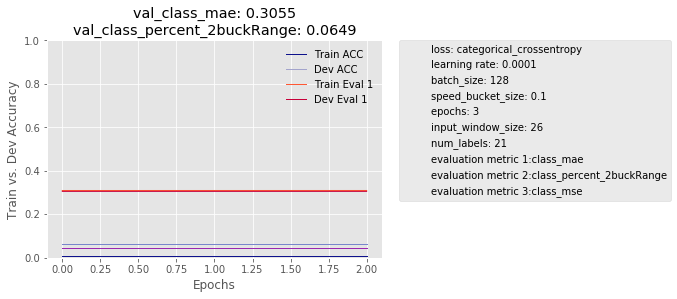 val_class_mae: 0.3055
val_class_percent_2buckRange: 0.0649
Train vs. Dev Accuracy
1.0
0.8
0.6
0.4
0.2
0.0
0.00 0.25 0.50 0.75 1.00 1.25 1.50 1.75 2.00
Epochs
Train ACC
Dev ACC
Train Eval 1
Dev Eval 1
loss: categorical_crossentropy
learning rate: 0.0001
batch_size: 128
speed_bucket_size: 0.1
epochs: 3
input_window_size: 26
num_labels: 21
evaluation metric 1:class_mae
evaluation metric 2:class_percent_2buckRange
evaluation metric 3:class_mse